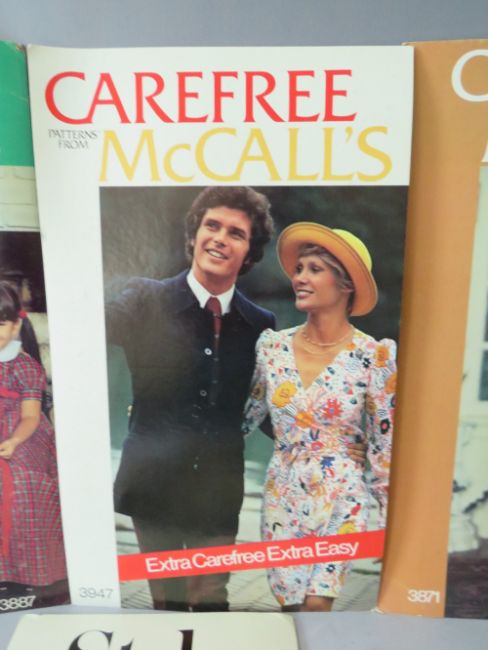 CAREFREE
PATTERNS
FROM
McCALL'S
Extra Carefree Extra Easy
3887
3947
3871